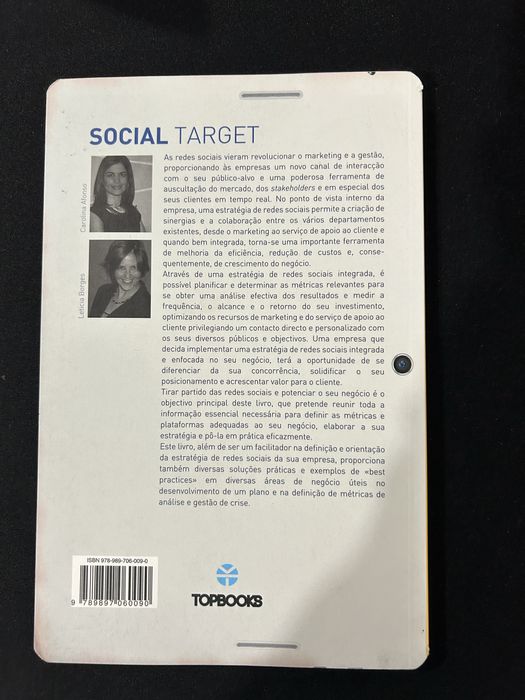 SOCIAL TARGET
Carolina Afonso
Letícia Borges
As redes sociais vieram revolucionar o marketing e a gestão,
proporcionando às empresas um novo canal de interacção
com o seu público-alvo e uma poderosa ferramenta de
auscultação do mercado, dos stakeholders e em especial dos
seus clientes em tempo real. No ponto de vista interno da
empresa, uma estratégia de redes sociais permite a criação de
sinergias e a colaboração entre os vários departamentos
existentes, desde o marketing ao serviço de apoio ao cliente e
quando bem integrada, torna-se uma importante ferramenta
de melhoria da eficiência, redução de custos e, conse-
quentemente, de crescimento do negócio.
Através de uma estratégia de redes sociais integrada, é
possível planificar e determinar as métricas relevantes para
se obter uma análise efectiva dos resultados e medir a
frequência, o alcance e o retorno do seu investimento,
optimizando os recursos de marketing e do serviço de apoio ao
cliente privilegiando um contacto directo e personalizado com
os seus diversos públicos e objectivos. Uma empresa que
decida implementar uma estratégia de redes sociais integrada
e enfocada no seu negócio, terá a oportunidade de se
diferenciar da sua concorrência, solidificar o seu
posicionamento e acrescentar valor para o cliente.
Tirar partido das redes sociais e potenciar o seu negócio é o
objectivo principal deste livro, que pretende reunir toda a
informação essencial necessária para definir as métricas e
plataformas adequadas ao seu negócio, elaborar a sua
estratégia e pô-la em prática eficazmente.
Este livro, além de ser um facilitador na definição e orientação
da estratégia de redes sociais da sua empresa, proporciona
também diversas soluções práticas e exemplos de «best
practices» em diversas áreas de negócio úteis no
desenvolvimento de um plano e na definição de métricas de
análise e gestão de crise.
ISBN 978-989-706-009-0
9 789897 060090
TOPBOOKS